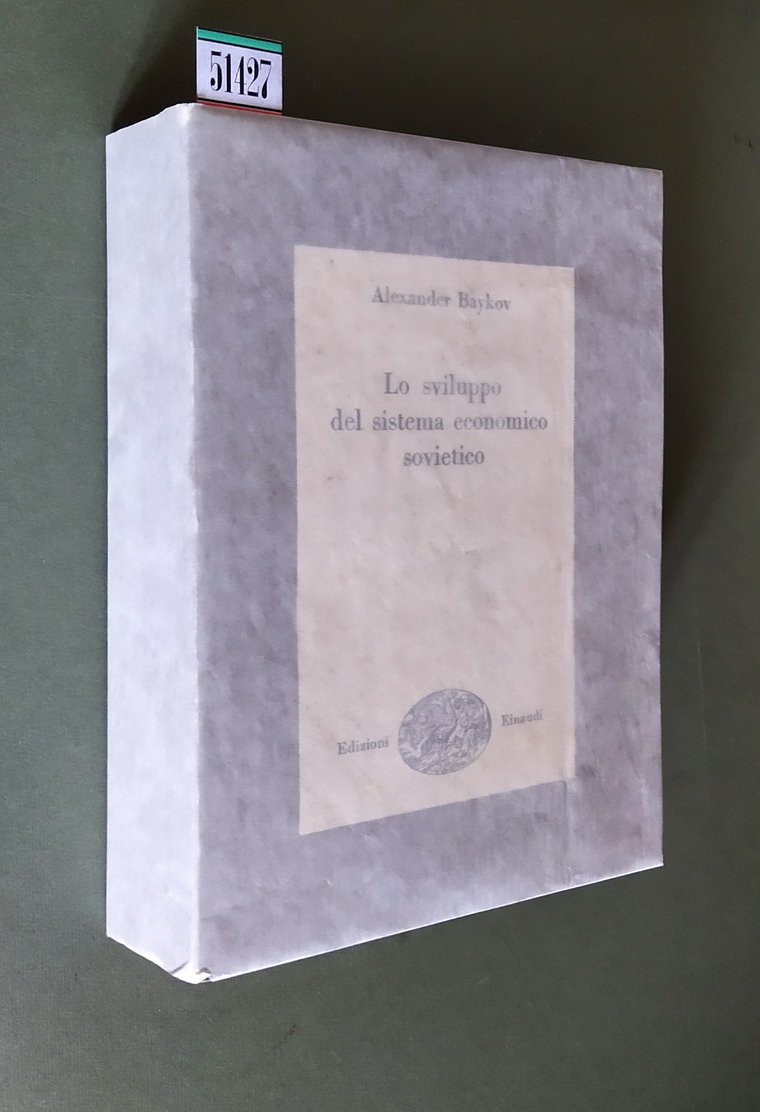 51427
Alexander Baykov
Lo sviluppo
del sistema economico
sovietico
Edizioni Einaudi